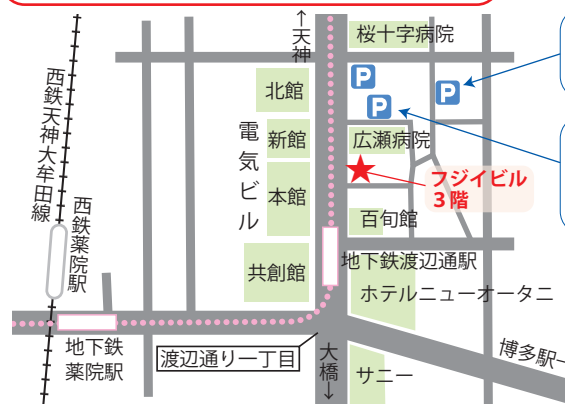 ↑天神
桜十字病院
P
P
P
北館
新館
本館
電気ビル
共創館
広瀬病院
フジイビル
3階
百旬館
地下鉄渡辺通駅
ホテルニューオータニ
西鉄天神大牟田線
西鉄薬院駅
地下鉄
薬院駅
渡辺通り一丁目
大橋↓
サニー
博多駅